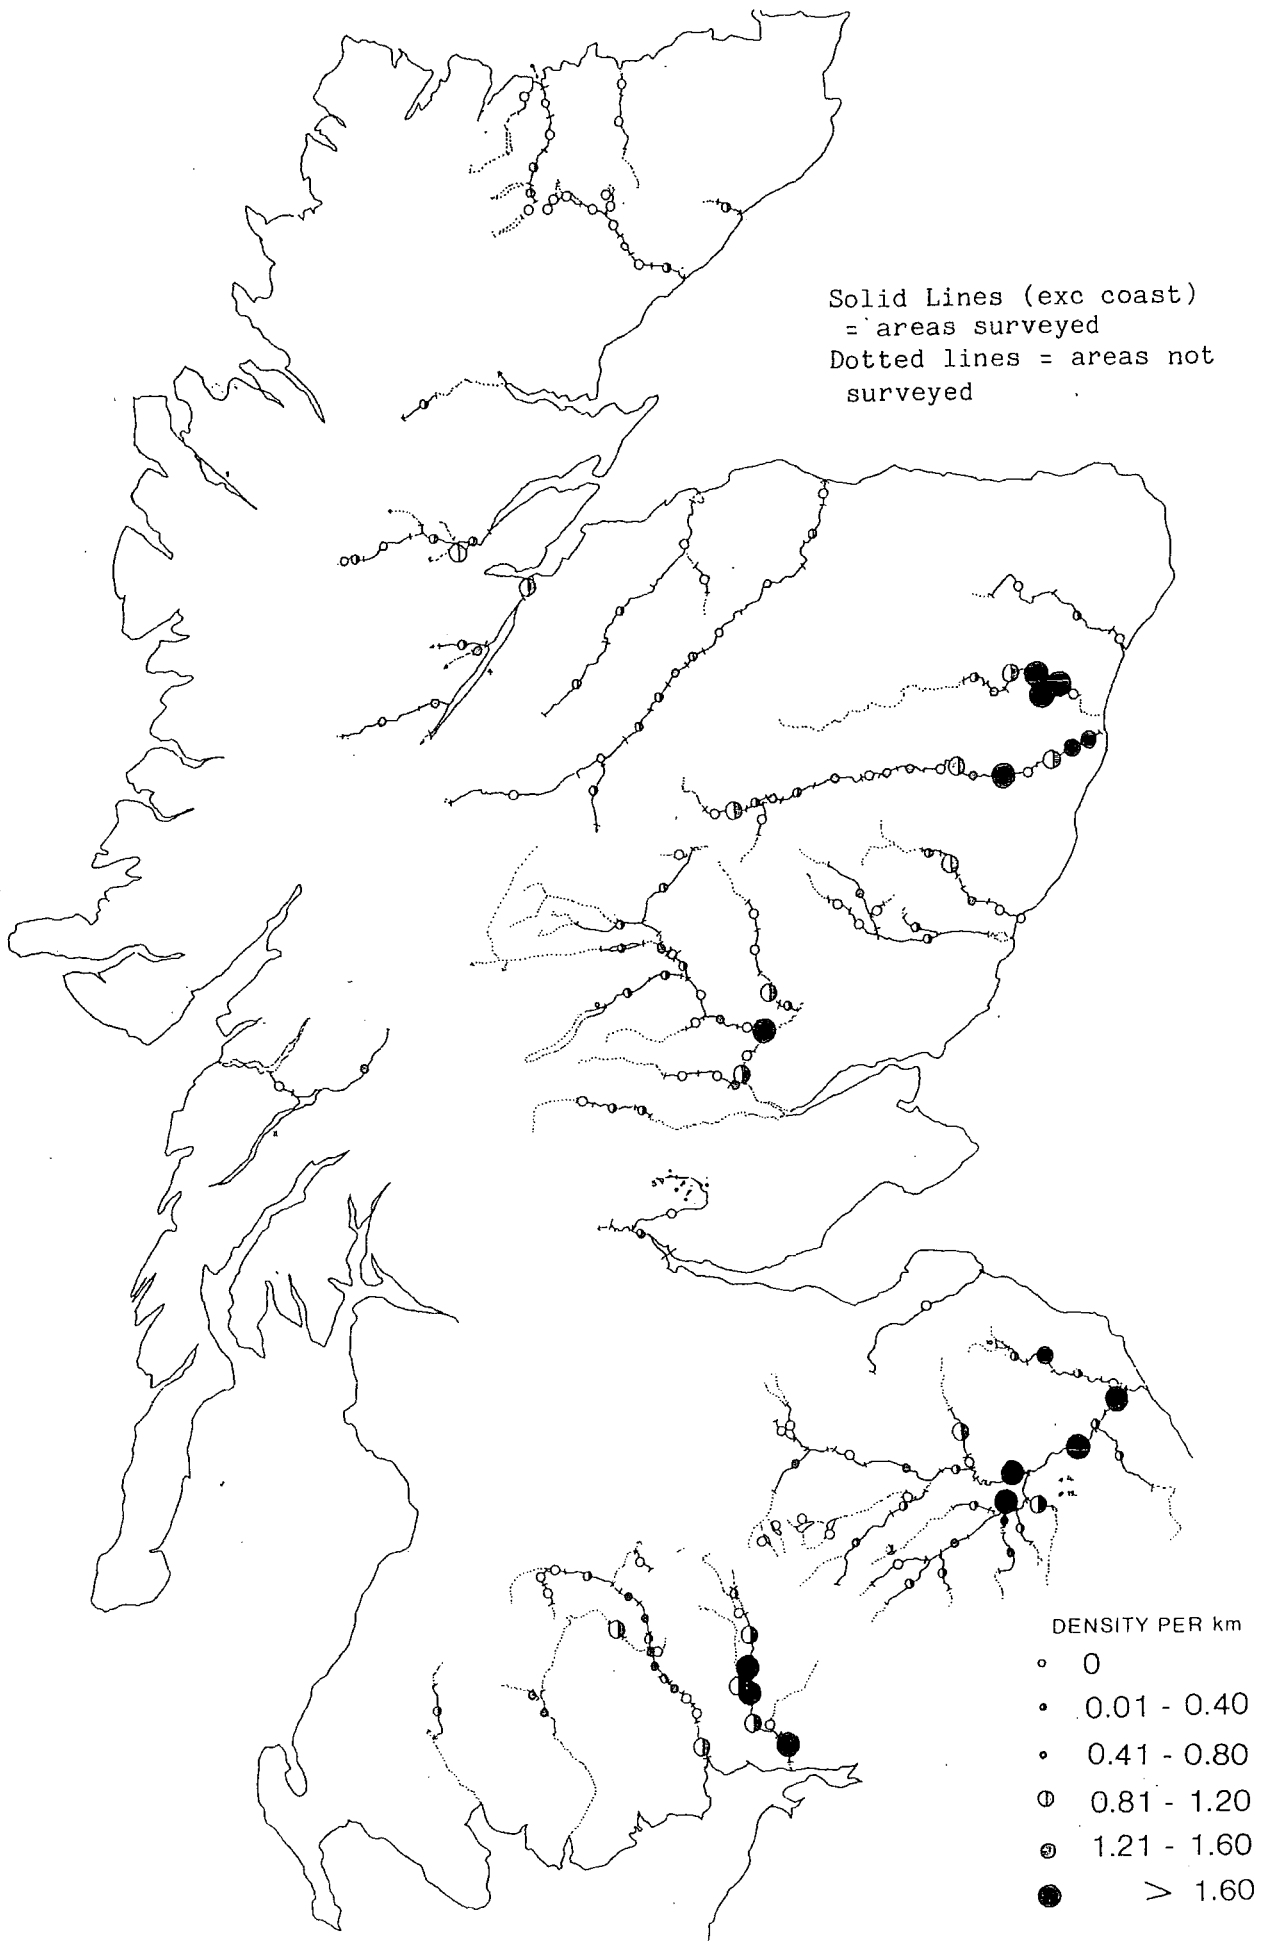 Solid Lines (exc coast)
= areas surveyed
Dotted lines = areas not
surveyed
DENSITY PER km
0
0.01 - 0.40
0.41 - 0.80
0.81 - 1.20
1.21 - 1.60
> 1.60